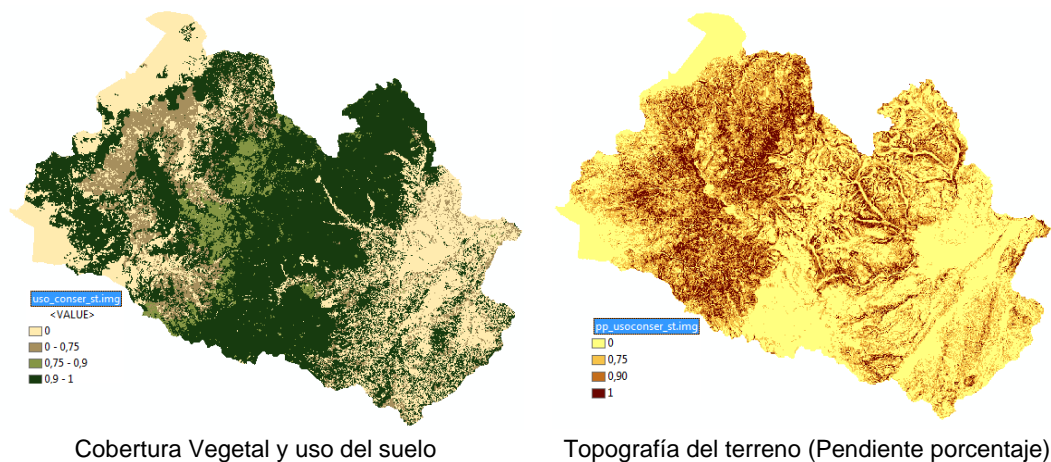 uso_conser_st.img
<VALUE>
0
0 - 0,75
0,75 - 0,9
0,9 - 1
Cobertura Vegetal y uso del suelo
pp_usoconser_st.img
0
0,75
0,90
1
Topografía del terreno (Pendiente porcentaje)